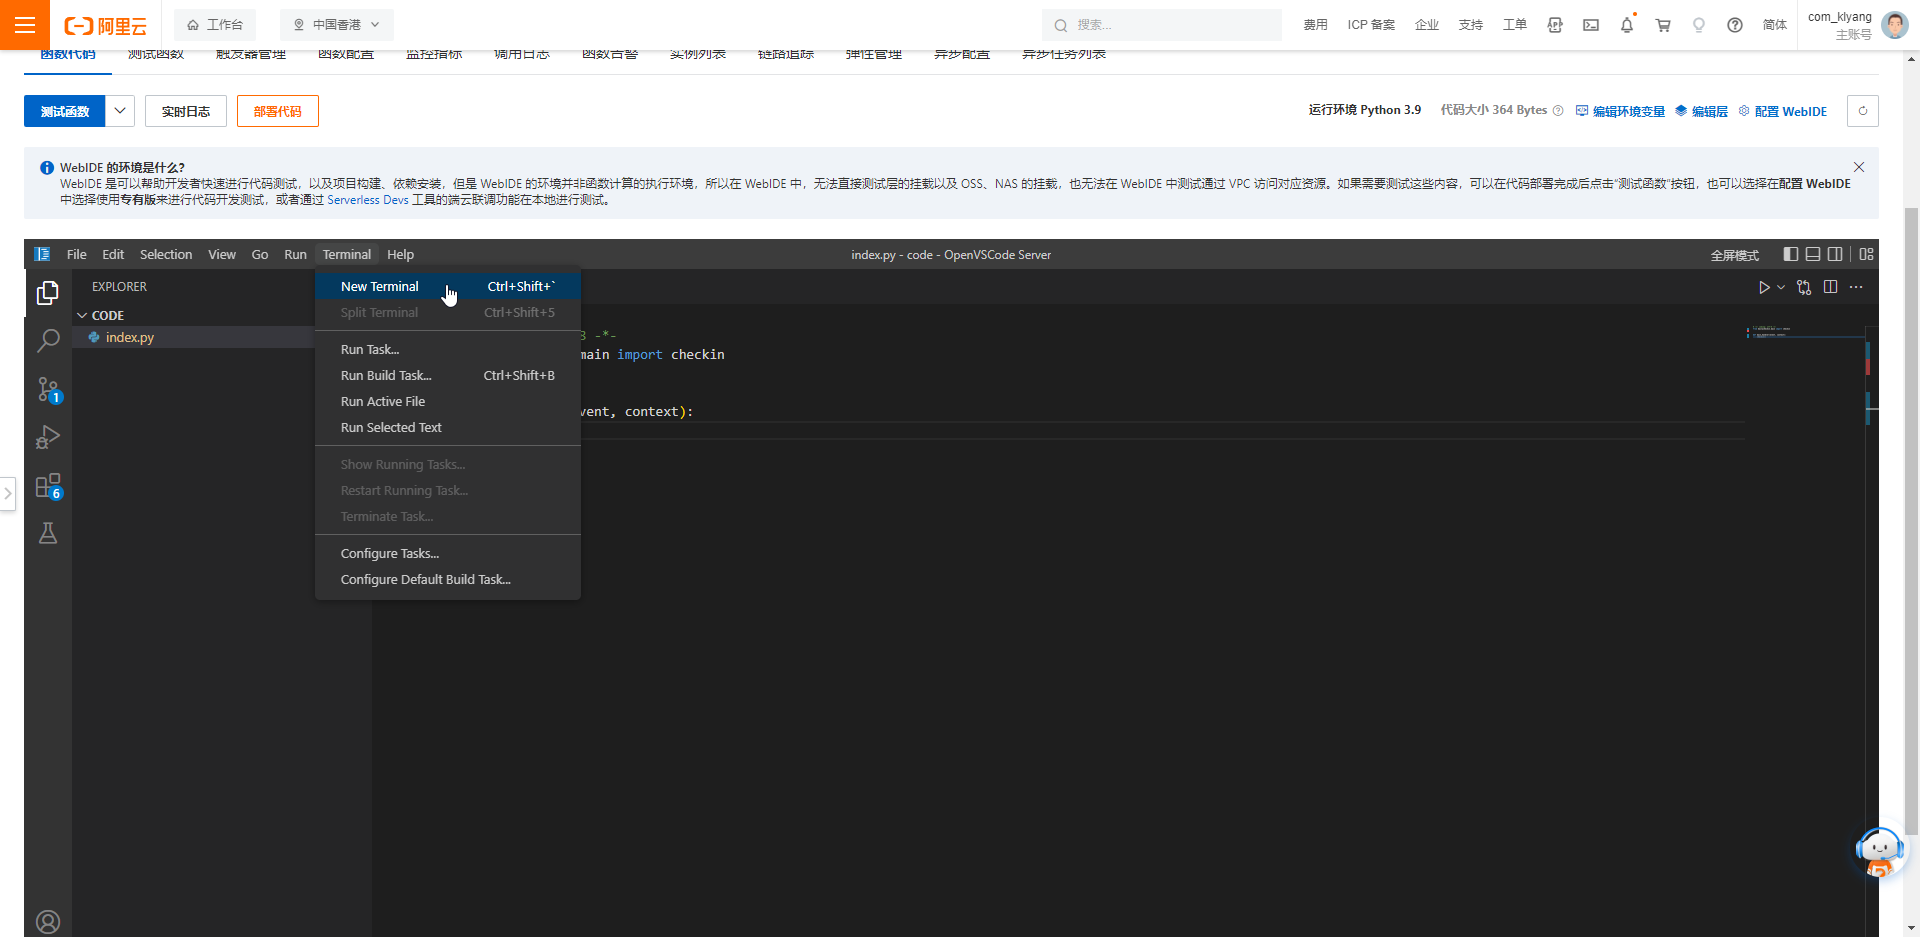 阿里云
工作台
中国香港
搜索...
费用
ICP 备案
企业
支持
工单
简体
com_klyang
主账号
函数代码
测试函数
触发器管理
函数配置
监控指标
调用日志
函数告警
实例列表
链路追踪
弹性管理
异步配置
异步任务列表
测试函数
实时日志
部署代码
运行环境 Python 3.9
代码大小 364 Bytes
编辑环境变量
编辑层
配置 WebIDE
WebIDE 的环境是什么?
WebIDE 是可以帮助开发者快速进行代码测试，以及项目构建、依赖安装，但是 WebIDE 的环境并非函数计算的执行环境，所以在 WebIDE 中，无法直接测试层的挂载以及 OSS、NAS 的挂载，也无法在 WebIDE 中测试通过 VPC 访问对应资源。如果需要测试这些内容，可以在代码部署完成后点击“测试函数”按钮，也可以选择在配置 WebIDE
中选择使用专有版来进行代码开发测试，或者通过 Serverless Devs 工具的端云联调功能在本地进行测试。
File Edit Selection View Go Run Terminal Help
index.py - code - OpenVSCode Server
全屏模式
EXPLORER
CODE
index.py
1
6
New Terminal Ctrl+Shift+`
Split Terminal Ctrl+Shift+5
Run Task...
Run Build Task... Ctrl+Shift+B
Run Active File
Run Selected Text
Show Running Tasks...
Restart Running Task...
Terminate Task...
Configure Tasks...
Configure Default Build Task...
-*-
main import checkin
vent, context):